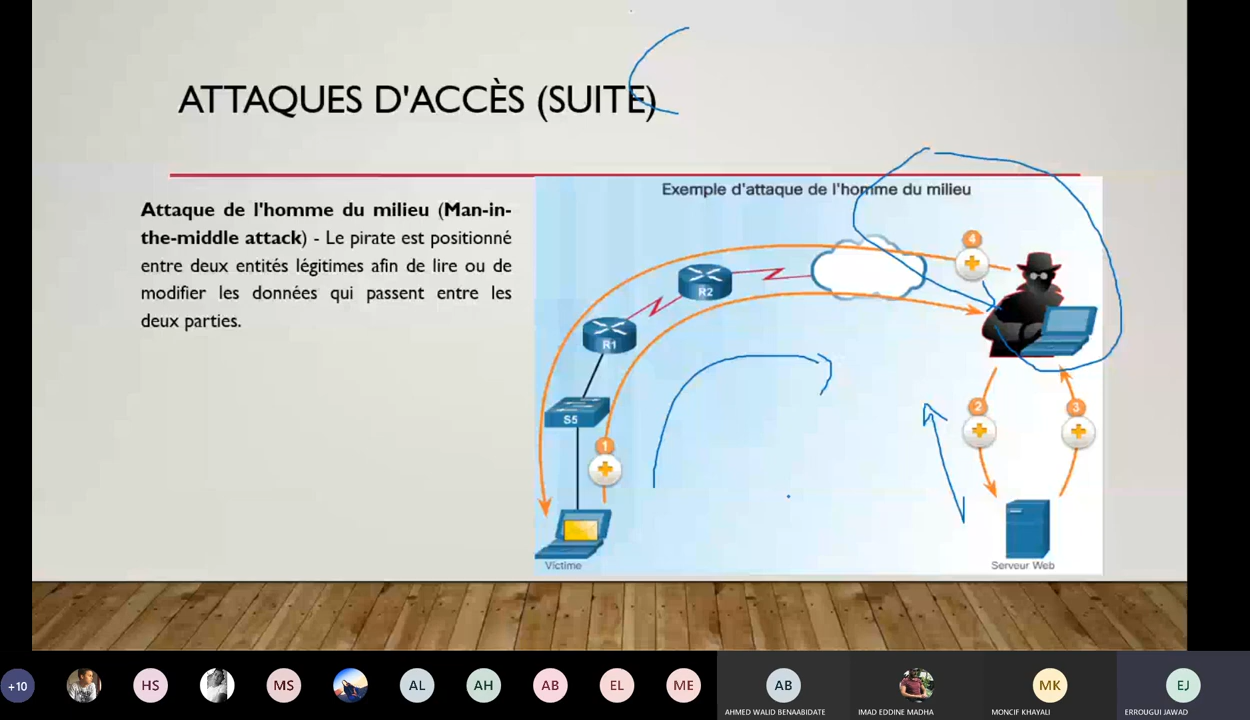 ATTAQUES D'ACCÈS (SUITE)
Attaque de l'homme du milieu (Man-in-
the-middle attack) - Le pirate est positionné
entre deux entités légitimes afin de lire ou de
modifier les données qui passent entre les
deux parties.
Exemple d'attaque de l'homme du milieu
4
R2
R1
S5
1
2
3
Victime
Serveur Web
+10
HS
MS
AL
AH
AB
EL
ME
AB
MK
EJ
AHMED WALID BENAABIDATE
IMAD EDDINE MADHA
MONCIF KHAYALI
ERROUGUI JAWAD